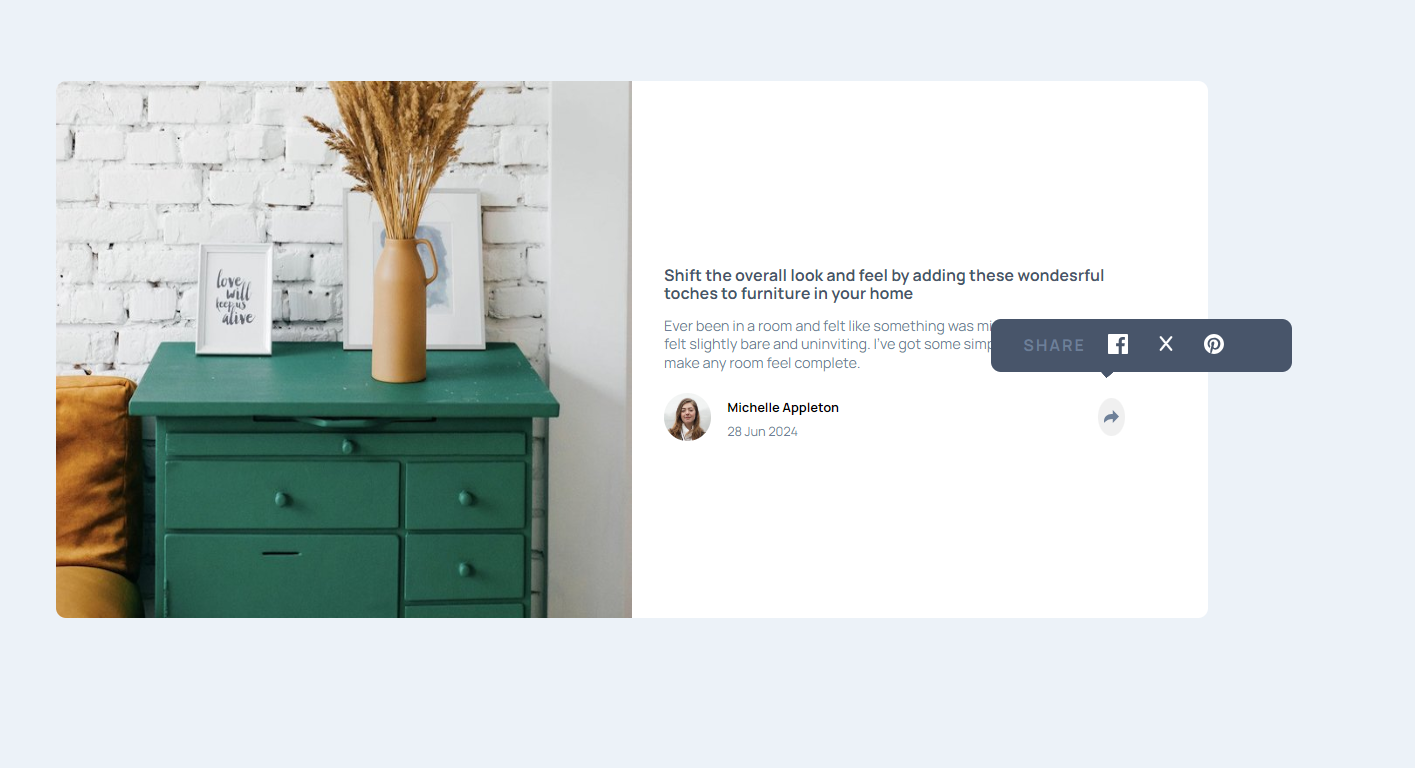 love
will
keep us
alive
Shift the overall look and feel by adding these wondesrful
toches to furniture in your home
Ever been in a room and felt like something was mi
felt slightly bare and uninviting. I've got some simp
make any room feel complete.
SHARE
Michelle Appleton
28 Jun 2024